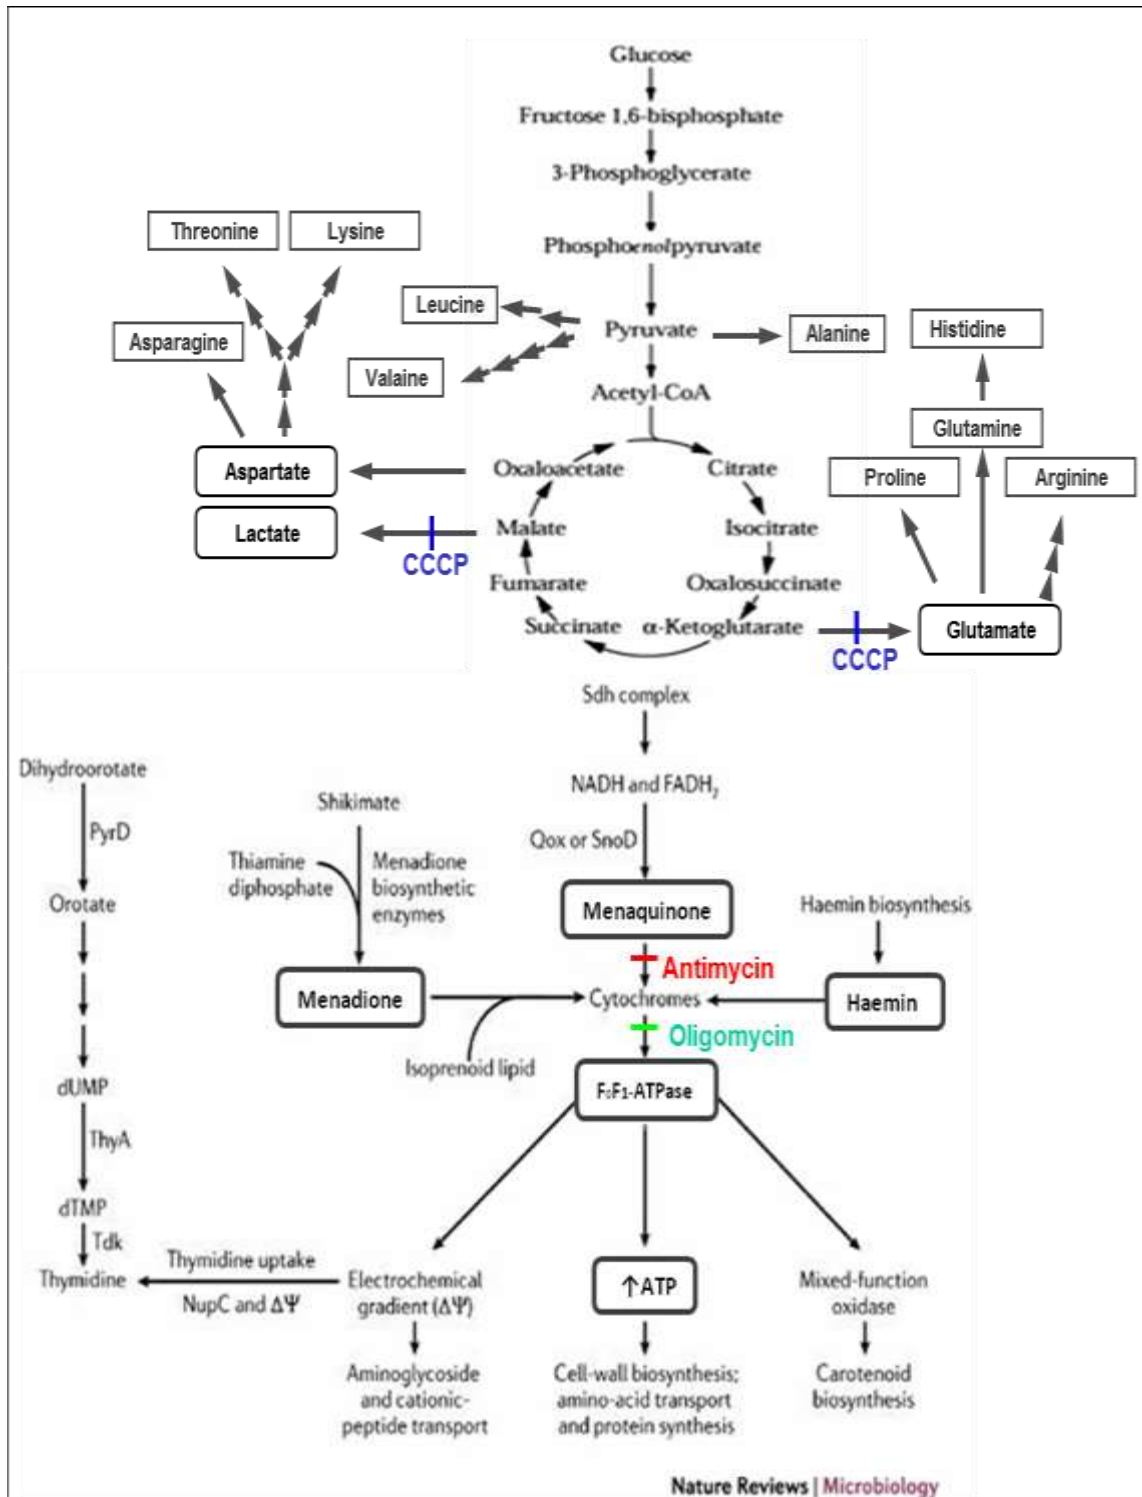 Glucose
Fructose 1,6-bisphosphate
3-Phosphoglycerate
Phosphoenolpyruvate
Threonine
Lysine
Leucine
Pyruvate
Alanine
Histidine
Asparagine
Valaine
Acetyl-CoA
Glutamine
Aspartate
Oxaloacetate
Citrate
Proline
Arginine
Lactate
CCCP
Malate
Isocitrate
Fumarate
Oxalosuccinate
Succinate
α-Ketoglutarate
CCCP
Glutamate
Sdh complex
NADH and FADH₂
Qox or SnoD
Menaquinone
Dihydroorotate
PyrD
Orotate
Shikimate
Thiamine
diphosphate
Menadione
biosynthetic
enzymes
Haemin biosynthesis
Antimycin
Menadione
Cytochromes
Haemin
Oligomycin
Isoprenoid lipid
F₀F₁-ATPase
dUMP
ThyA
dTMP
Tdk
Thymidine
Thymidine uptake
NupC and ΔΨ
Electrochemical
gradient (ΔΨ)
↑ATP
Mixed-function
oxidase
Aminoglycoside
and cationic-
peptide transport
Cell-wall biosynthesis;
amino-acid transport
and protein synthesis
Carotenoid
biosynthesis
Nature Reviews | Microbiology